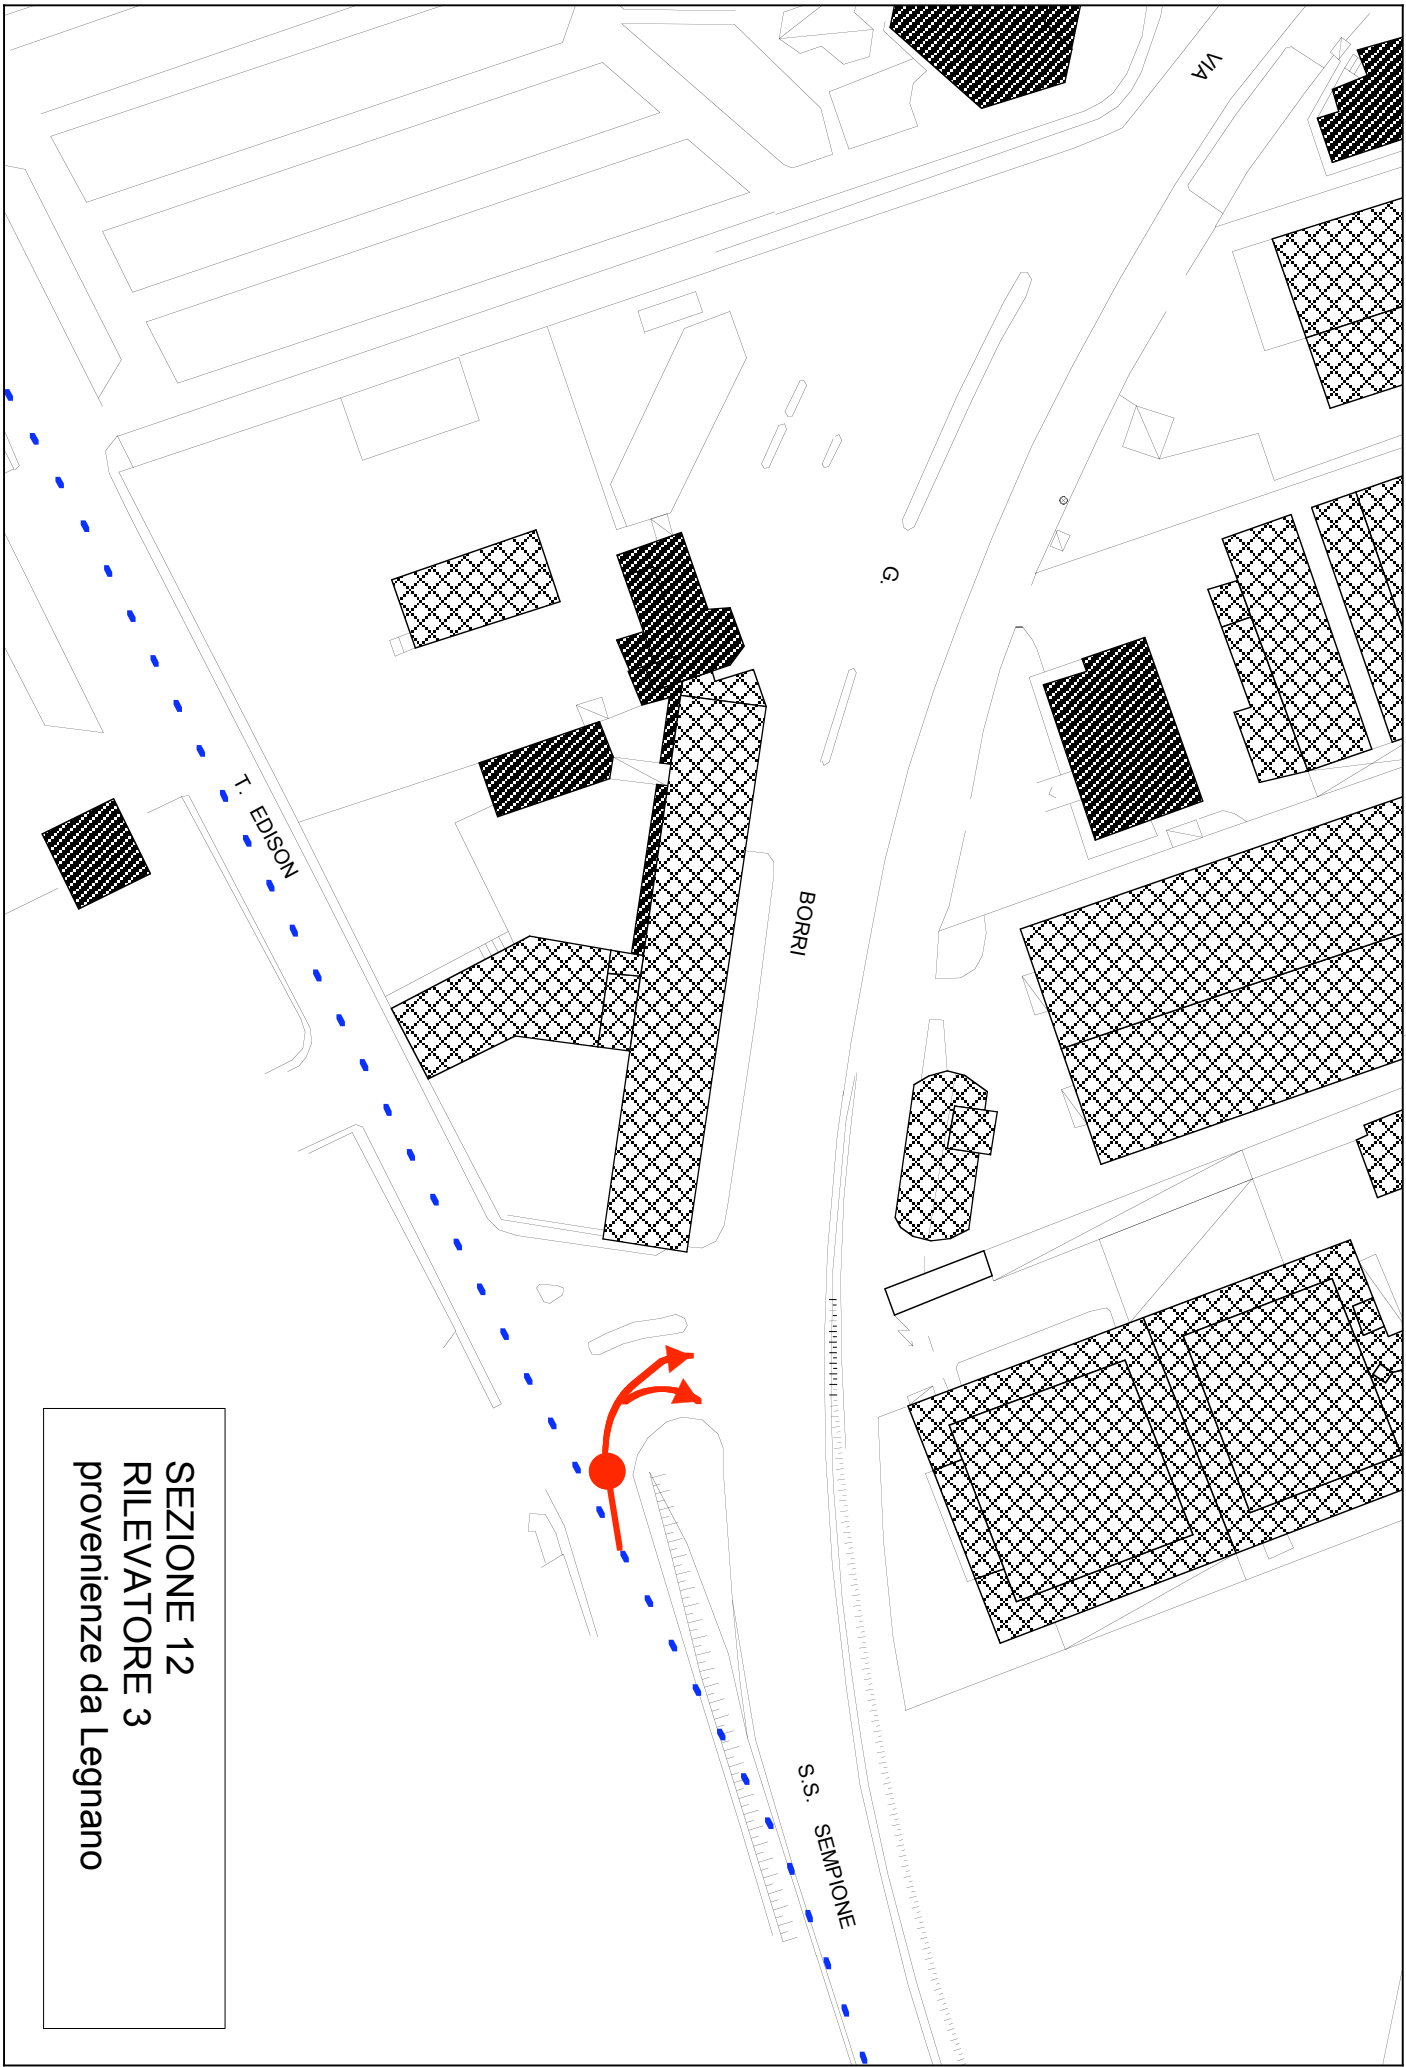 VIA
G.
BORRI
T. EDISON
S.S. SEMPIONE
SEZIONE 12
RILEVATORE 3
provenienze da Legnano